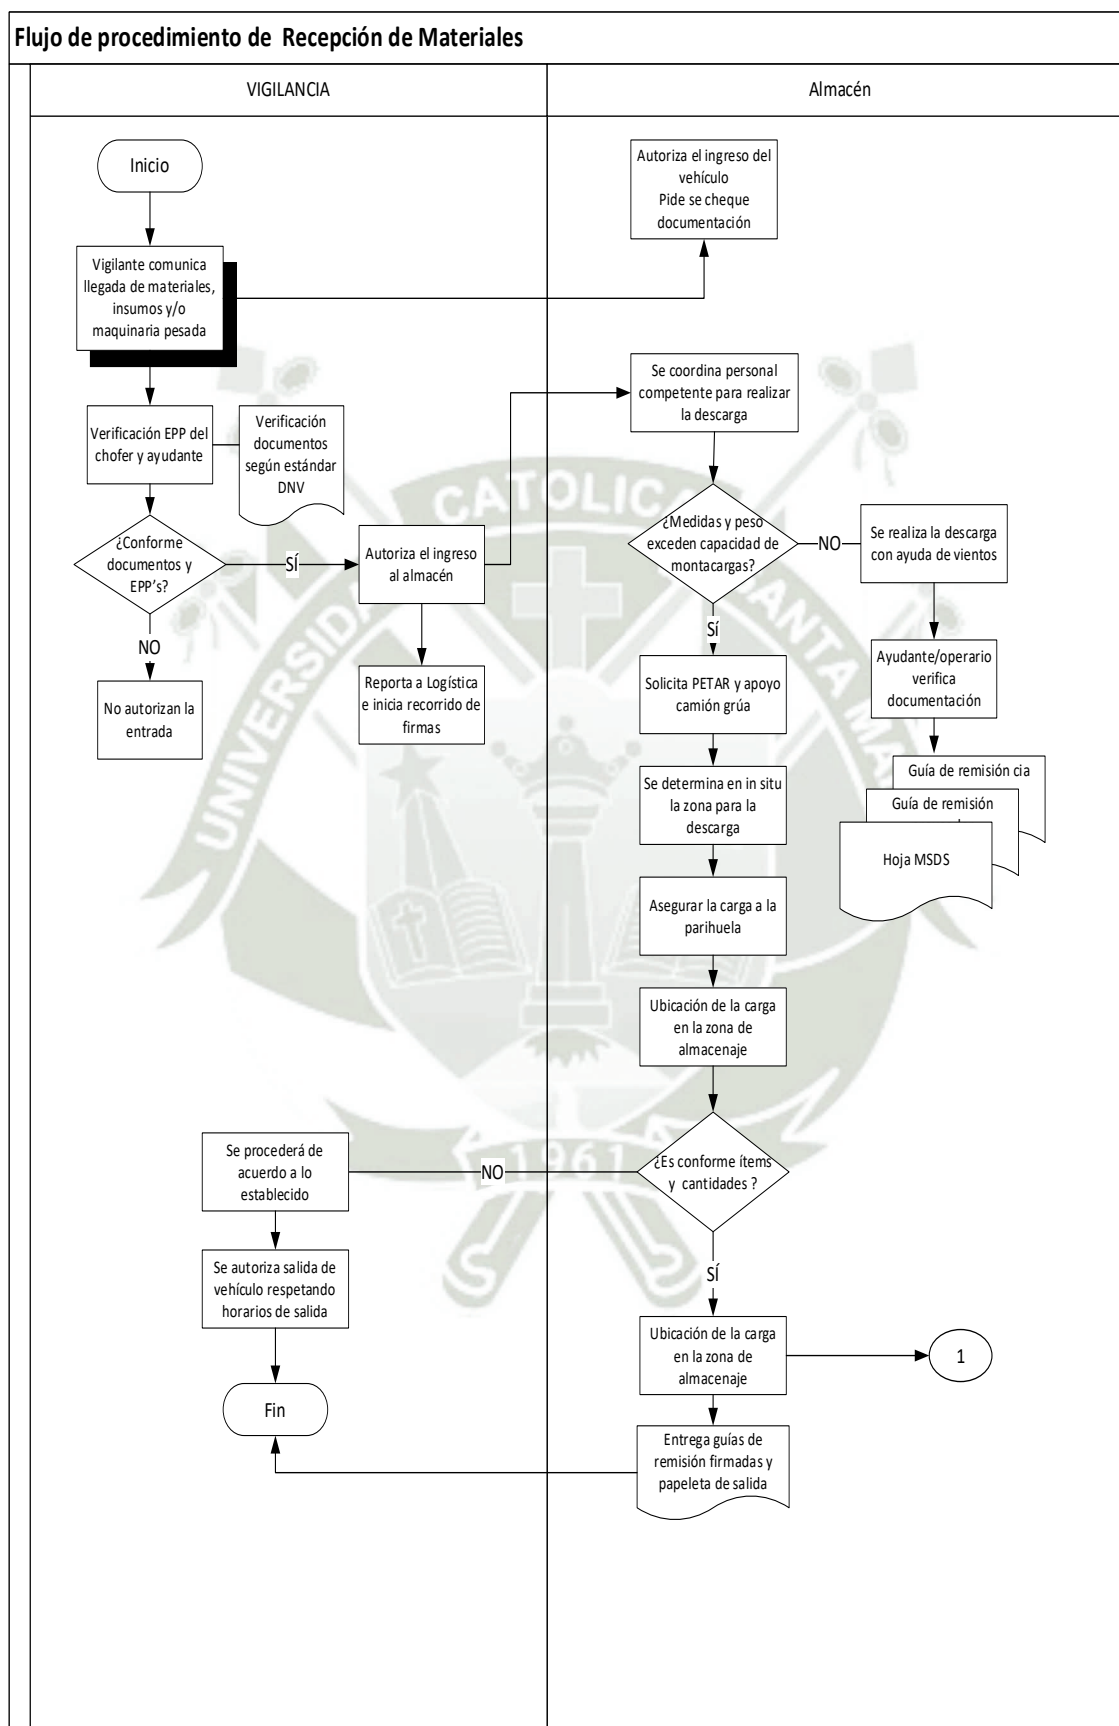 Flujo de procedimiento de Recepción de Materiales
VIGILANCIA
Almacén
Inicio
Autoriza el ingreso del
vehículo
Pide se cheque
documentación
Vigilante comunica
llegada de materiales,
insumos y/o
maquinaria pesada
Se coordina personal
competente para realizar
la descarga
Verificación EPP del
chofer y ayudante
Verificación
documentos
según estándar
DNV
¿Conforme
documentos y
EPP's?
SÍ
Autoriza el ingreso
al almacén
¿Medidas y peso
exceden capacidad de
montacargas?
NO
Se realiza la descarga
con ayuda de vientos
NO
Sí
No autorizan la
entrada
Reporta a Logística
e inicia recorrido de
firmas
Solicita PETAR y apoyo
camión grúa
Ayudante/operario
verifica
documentación
Se determina en in situ
la zona para la
descarga
Guía de remisión cia
Guía de remisión
Hoja MSDS
Asegurar la carga a la
parihuela
Ubicación de la carga
en la zona de
almacenaje
Se procederá de
acuerdo a lo
establecido
NO
¿Es conforme ítems
y cantidades ?
SÍ
Se autoriza salida de
vehículo respetando
horarios de salida
Ubicación de la carga
en la zona de
almacenaje
1
Fin
Entrega guías de
remisión firmadas y
papeleta de salida
UNIVERSIDA
CATOLICA
SANTA MA
1961